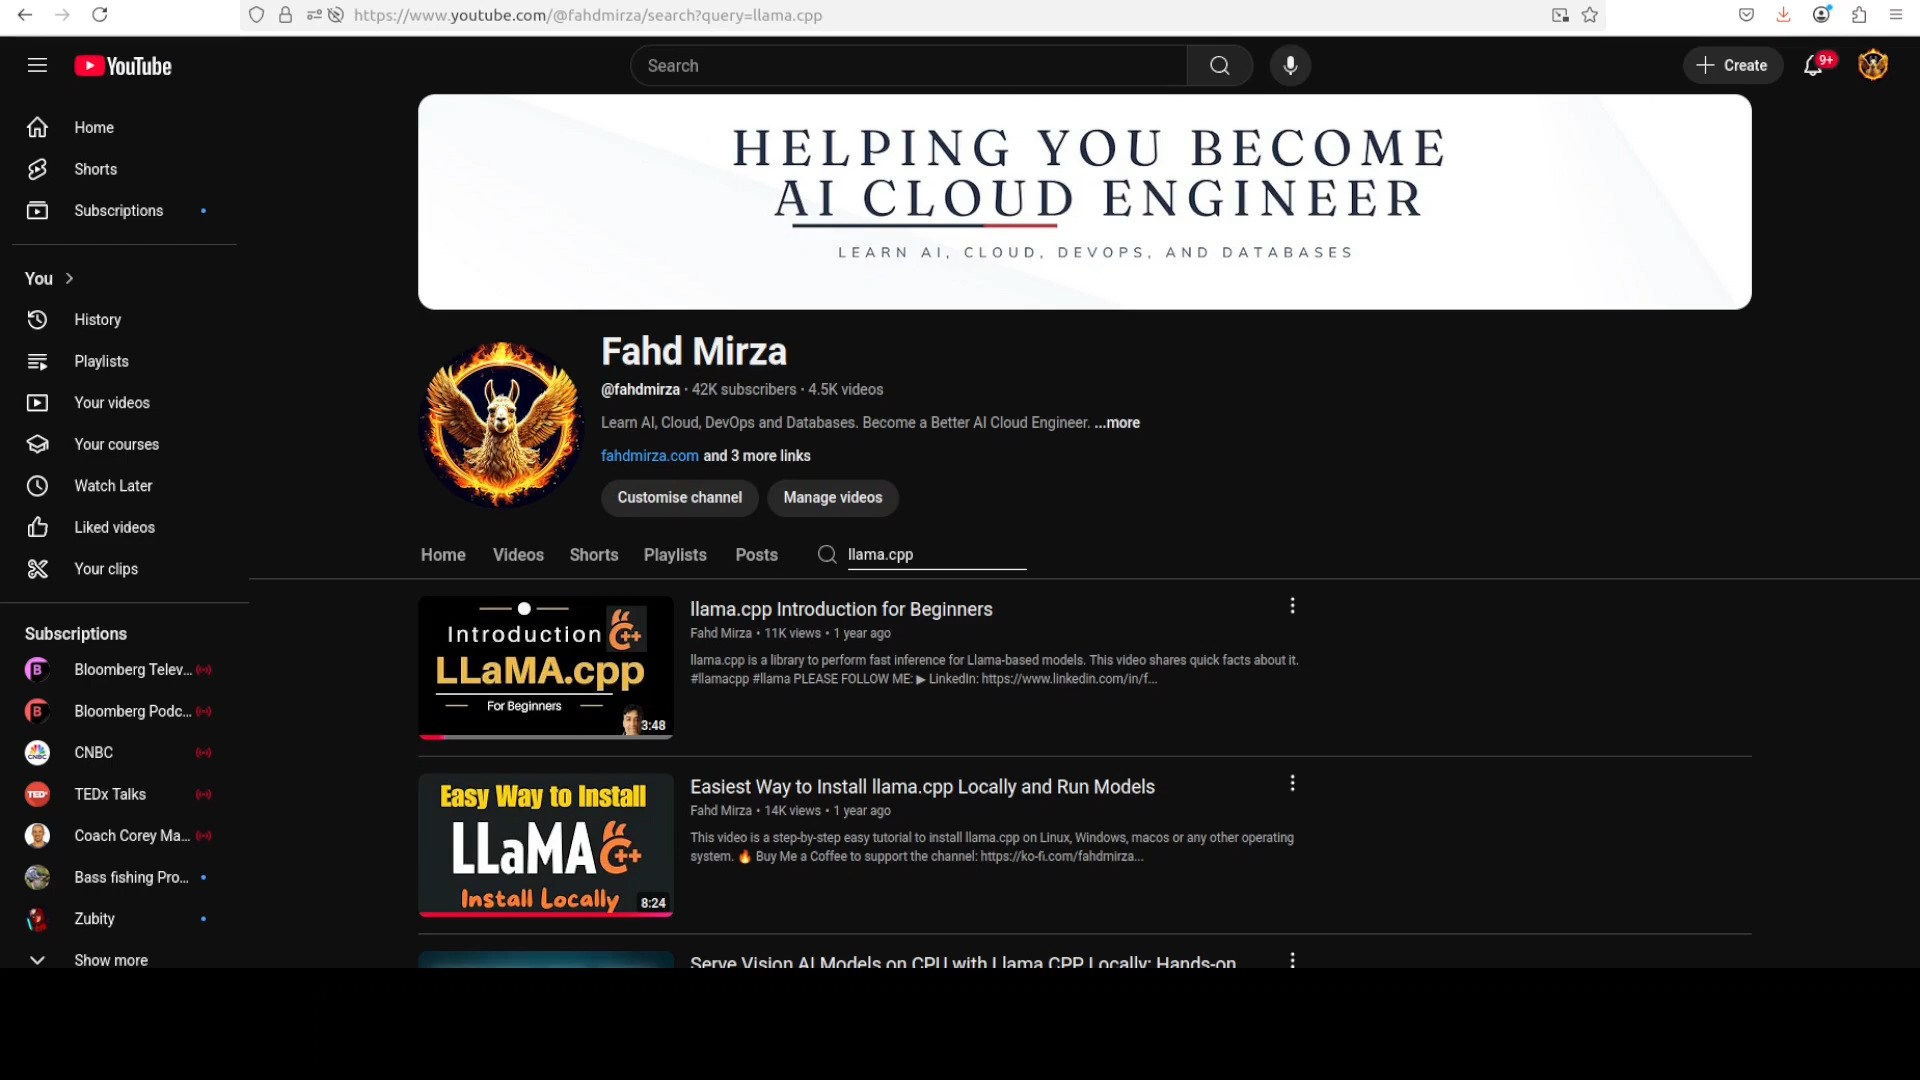 https://www.youtube.com/@fahdmirza/search?query=llama.cpp
YouTube
Search
Create
9+
Home
Shorts
Subscriptions
You
History
Playlists
Your videos
Your courses
Watch Later
Liked videos
Your clips
Subscriptions
Bloomberg Telev...
Bloomberg Podc...
CNBC
TEDx Talks
Coach Corey Ma...
Bass fishing Pro...
Zubity
Show more
HELPING YOU BECOME
AI CLOUD ENGINEER
LEARN AI, CLOUD, DEVOPS, AND DATABASES
Fahd Mirza
@fahdmirza • 42K subscribers • 4.5K videos
Learn AI, Cloud, DevOps and Databases. Become a Better AI Cloud Engineer. ...more
fahdmirza.com and 3 more links
Customise channel Manage videos
Home Videos Shorts Playlists Posts llama.cpp
Introduction C++
LLaMA.cpp
For Beginners
3:48
llama.cpp Introduction for Beginners
Fahd Mirza • 11K views • 1 year ago
llama.cpp is a library to perform fast inference for Llama-based models. This video shares quick facts about it.
#llamacpp #llama PLEASE FOLLOW ME: ▶ LinkedIn: https://www.linkedin.com/in/f...
Easy Way to Install
LLaMA C++
Install Locally
8:24
Easiest Way to Install llama.cpp Locally and Run Models
Fahd Mirza • 14K views • 1 year ago
This video is a step-by-step easy tutorial to install llama.cpp on Linux, Windows, macos or any other operating
system. 🔥 Buy Me a Coffee to support the channel: https://ko-fi.com/fahdmirza...
Serve Vision AI Models on CPU with Llama CPP Locally: Hands-on